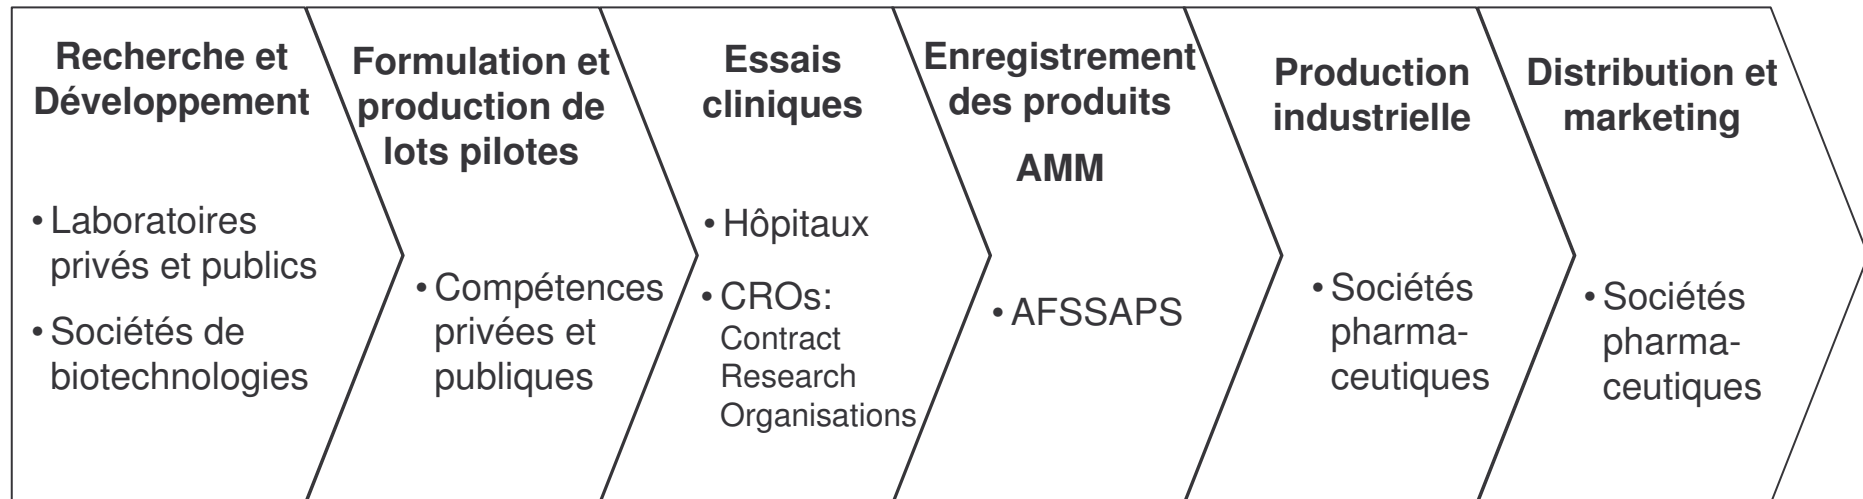 Recherche et
Développement
• Laboratoires
privés et publics
• Sociétés de
biotechnologies
Formulation et
production de
lots pilotes
• Compétences
privées et
publiques
Essais
cliniques
• Hôpitaux
• CROs:
Contract
Research
Organisations
Enregistrement
des produits
AMM
• AFSSAPS
Production
industrielle
• Sociétés
pharma-
ceutiques
Distribution et
marketing
• Sociétés
pharma-
ceutiques